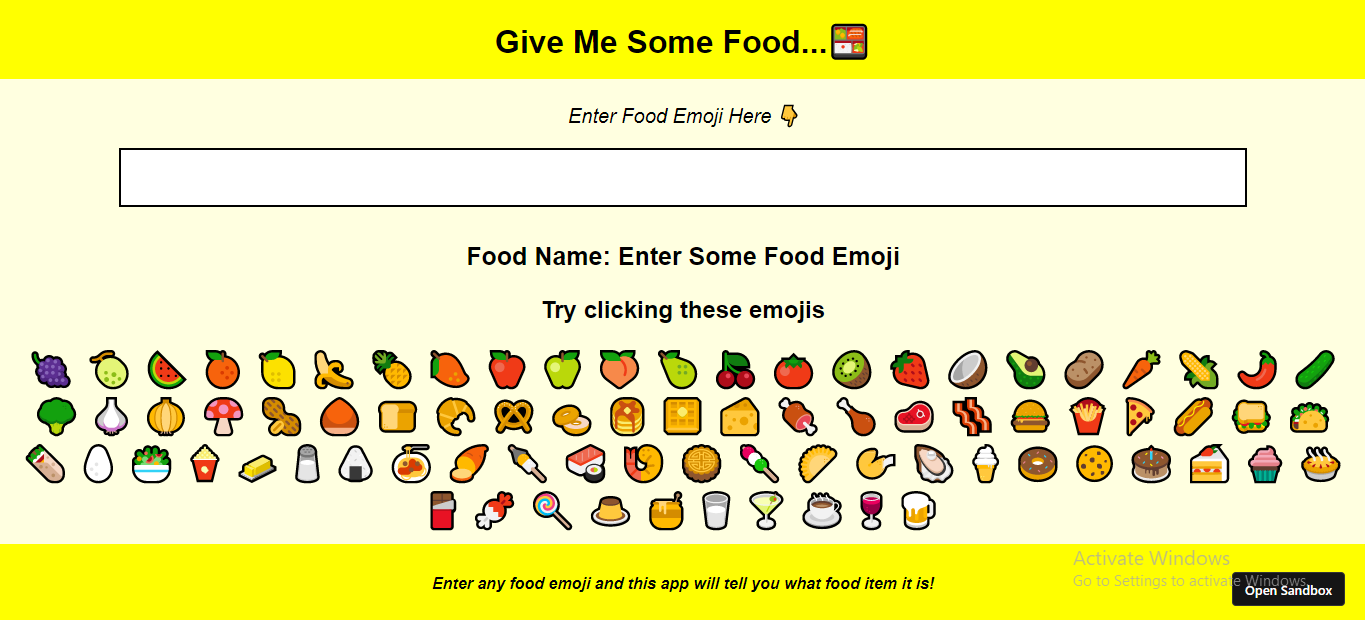 Give Me Some Food...🍱
Enter Food Emoji Here 👇
Food Name: Enter Some Food Emoji
Try clicking these emojis
Enter any food emoji and this app will tell you what food item it is!
Activate Windows
Go to Settings to activate Windows.
Open Sandbox